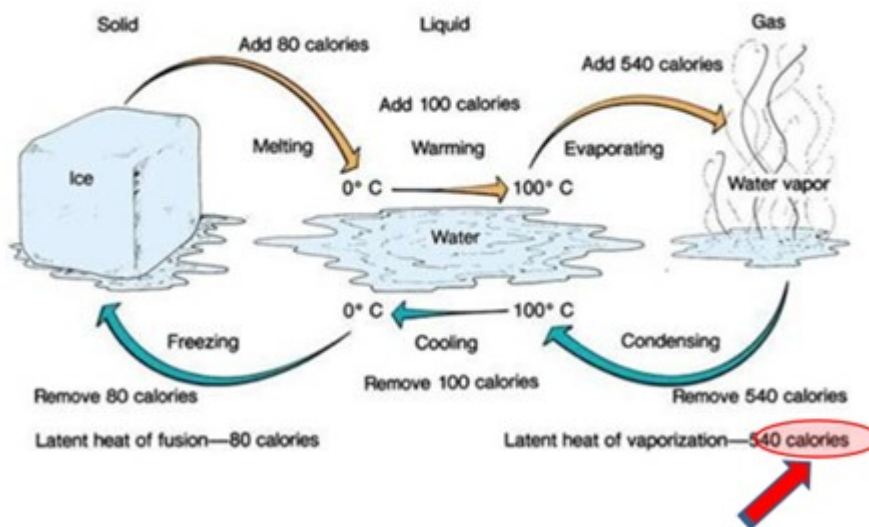 Solid
Liquid
Gas
Add 80 calories
Add 540 calories
Add 100 calories
Melting
Warming
Evaporating
Ice
0° C
100° C
Water vapor
Water
0° C
100° C
Freezing
Cooling
Condensing
Remove 80 calories
Remove 100 calories
Remove 540 calories
Latent heat of fusion—80 calories
Latent heat of vaporization—540 calories